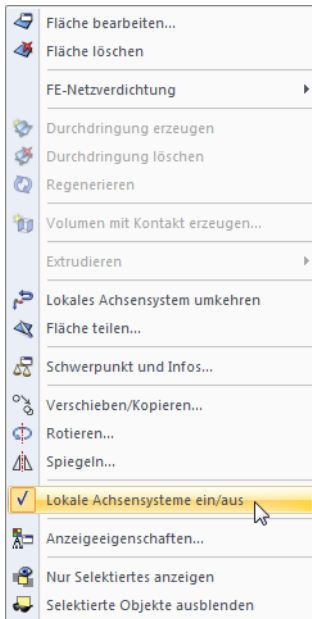 Fläche bearbeiten...
Fläche löschen
FE-Netzverdichtung
Durchdringung erzeugen
Durchdringung löschen
Regenerieren
Volumen mit Kontakt erzeugen...
Extrudieren
Lokales Achsensystem umkehren
Fläche teilen...
Schwerpunkt und Infos...
Verschieben/Kopieren...
Rotieren...
Spiegeln...
Lokale Achsensysteme ein/aus
Anzeigeeigenschaften...
Nur Selektiertes anzeigen
Selektierte Objekte ausblenden